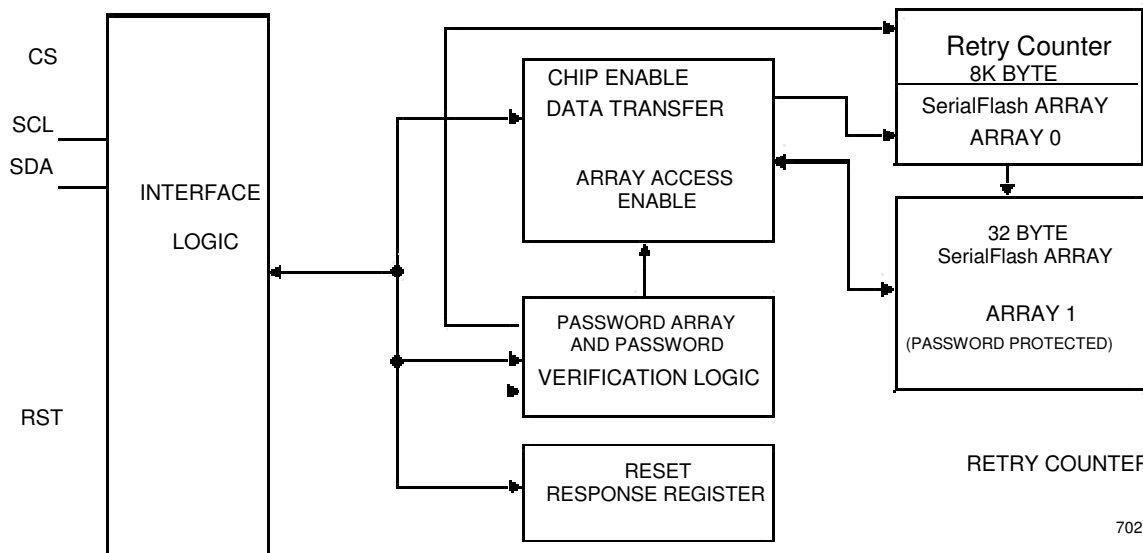 CS
SCL
SDA
RST
INTERFACE
LOGIC
CHIP ENABLE
DATA TRANSFER
ARRAY ACCESS
ENABLE
PASSWORD ARRAY
AND PASSWORD
VERIFICATION LOGIC
RESET
RESPONSE REGISTER
Retry Counter
8K BYTE
SerialFlash ARRAY
ARRAY 0
32 BYTE
SerialFlash ARRAY
ARRAY 1
(PASSWORD PROTECTED)
RETRY COUNTER
702